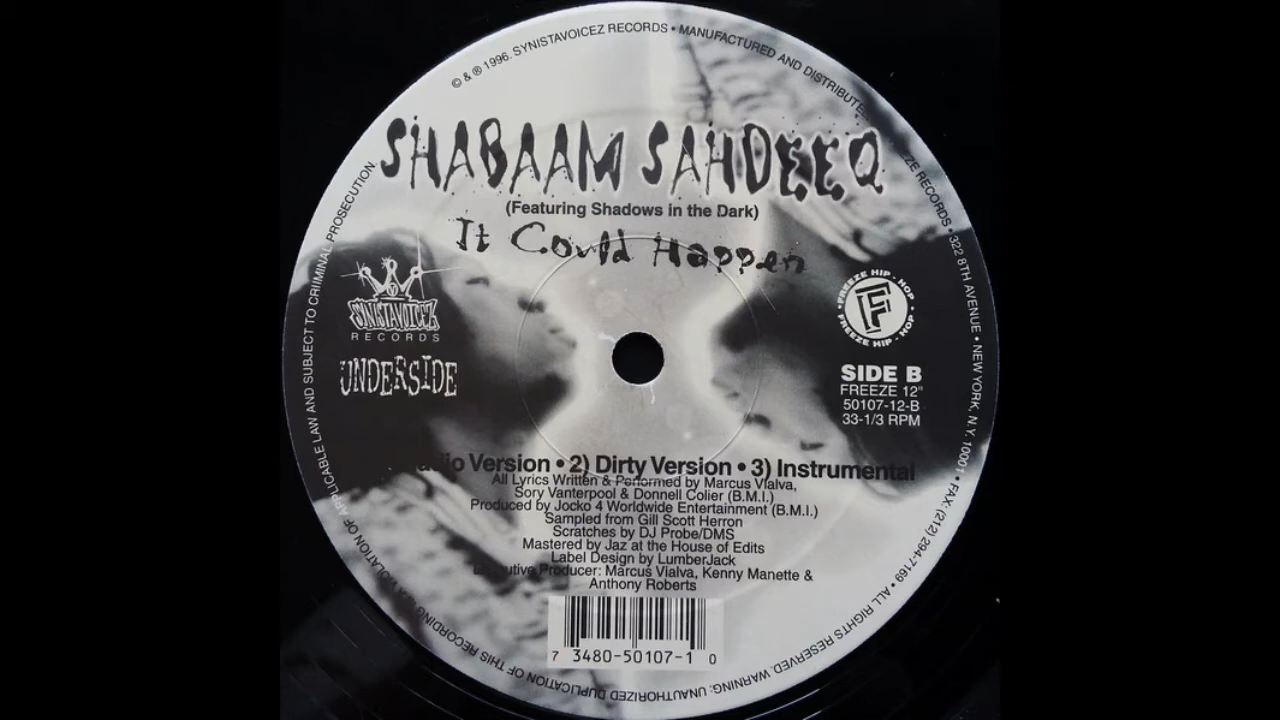 © & ℗ 1996. SYNISTAVOICEZ RECORDS • MANUFACTURED AND DISTRIBUTE
ZE RECORDS • 322 8TH AVENUE • NEW YORK, N.Y. 10001 • FAX: (212) 294-7169 • ALL RIGHTS RESERVED. WARNING: UNAUTHORIZED DUPLICATION OF THIS RECORDING IS A VIOLATION OF APPLICABLE LAW AND SUBJECT TO CRIIMINAL PROSECUTION.
SHABAAM SAHDEEQ
(Featuring Shadows in the Dark)
It Could Happen
SYNISTAVOICEZ
RECORDS
UNDERSIDE
FREEZE HIP-HOP • FREEZE HIP-HOP •
F
SIDE B
FREEZE 12"
50107-12-B
33-1/3 RPM
Version • 2) Dirty Version • 3) Instrumental
All Lyrics Written & Performed by Marcus Vialva,
Sory Vanterpool & Donnell Colier (B.M.I.)
Produced by Jocko 4 Worldwide Entertainment (B.M.I.)
Sampled from Gill Scott Herron
Scratches by DJ Probe/DMS
Mastered by Jaz at the House of Edits
Label Design by LumberJack
Producer: Marcus Vialva, Kenny Manette &
Anthony Roberts
7 3480-50107-1 0